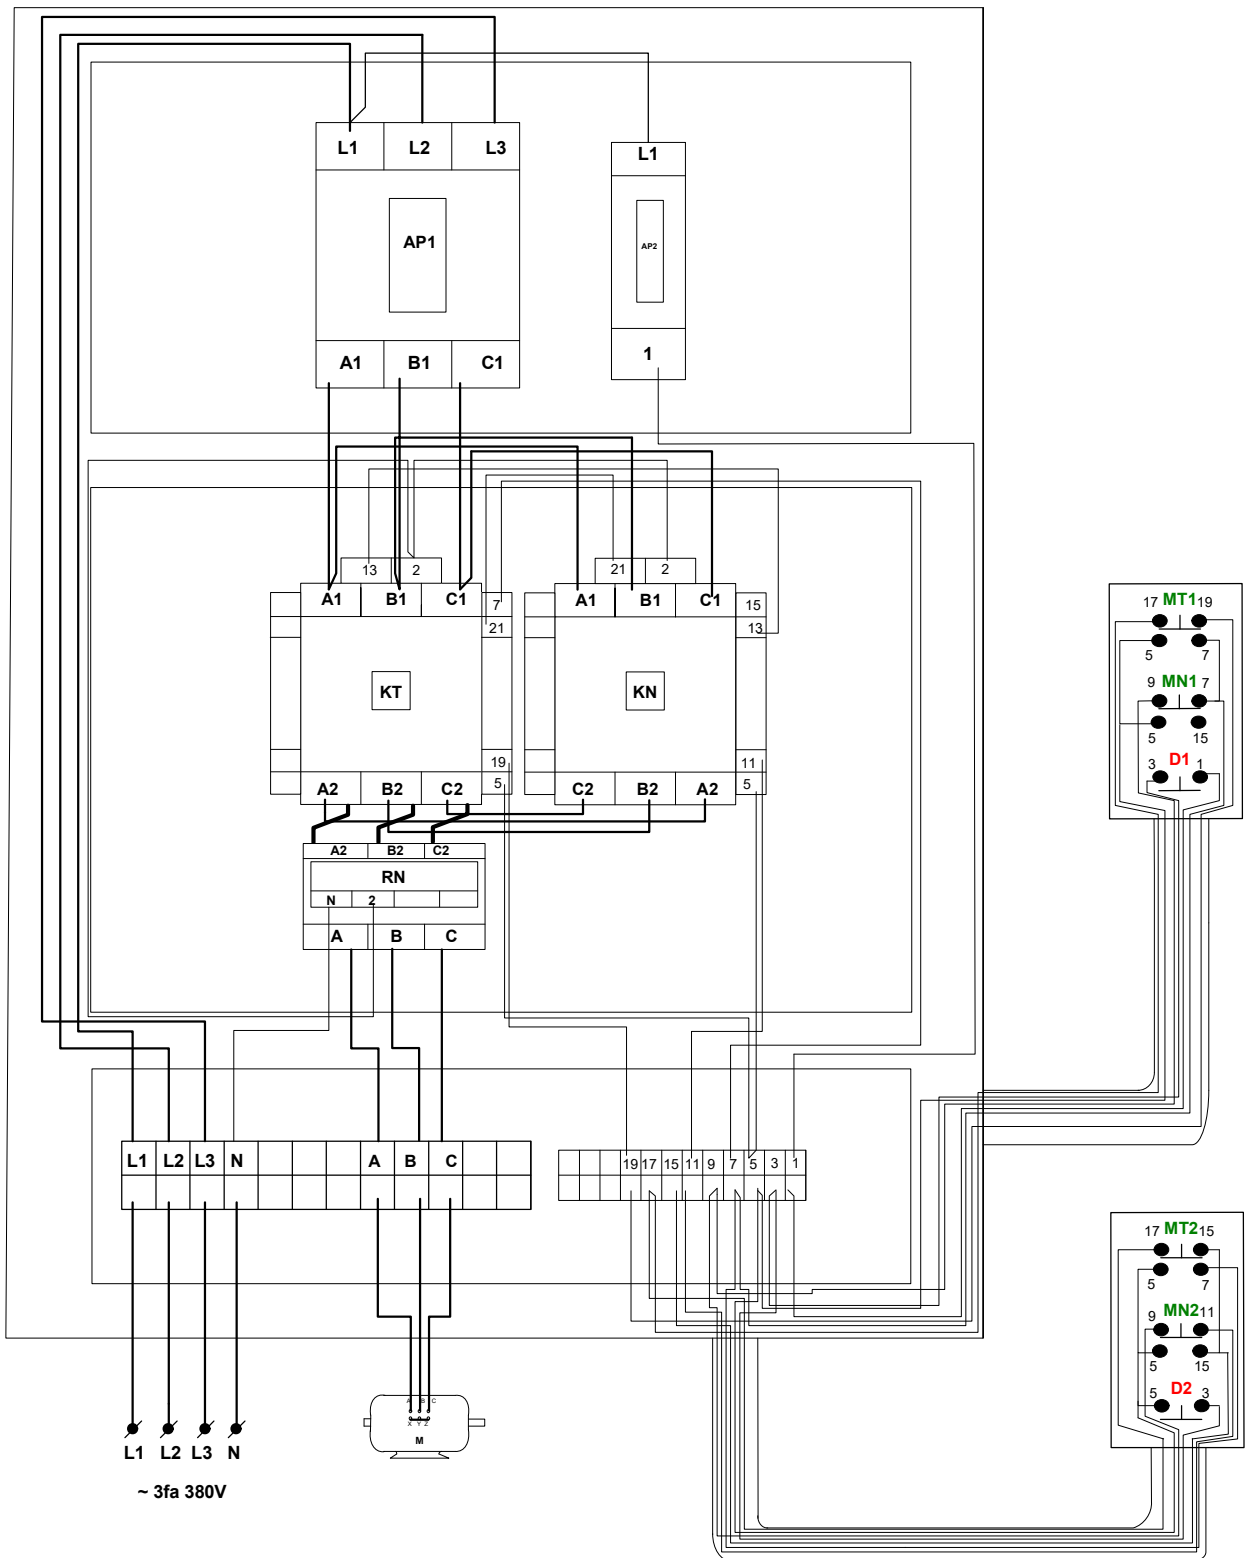 L1 L2 L3
L1
AP1
AP2
A1 B1 C1
1
13 2
21 2
A1 B1 C1 7
21
A1 B1 C1 15
13
KT
KN
19
5
11
5
A2 B2 C2
C2 B2 A2
A2 B2 C2
RN
N 2
A B C
L1 L2 L3 N A B C
19 17 15 11 9 7 5 3 1
17 MT1 19
5 7
9 MN1 7
5 15
D1
3 1
17 MT2 15
5 7
9 MN2 11
5 15
D2
5 3
A B C
X Y Z
M
L1 L2 L3 N
~ 3fa 380V